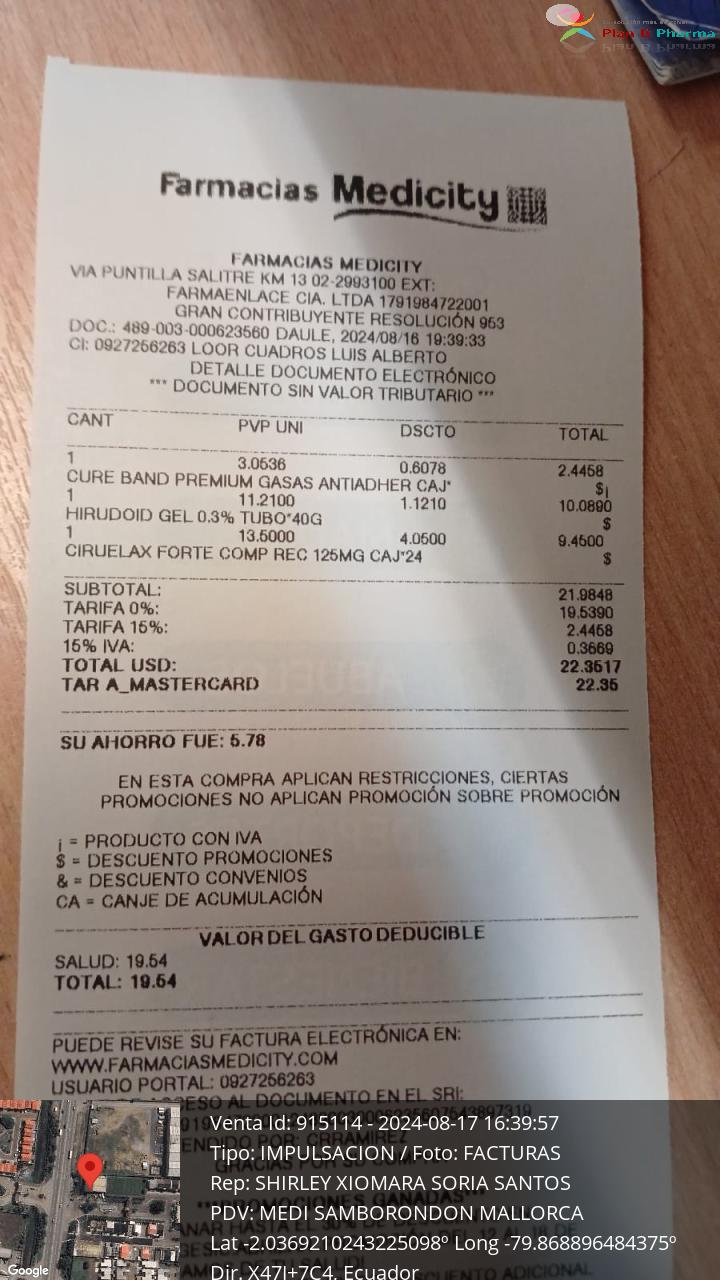 Plan B Pharma
Farmacias Medicity
FARMACIAS MEDICITY
VIA PUNTILLA SALITRE KM 13 02-2993100 EXT:
FARMAENLACE CIA. LTDA 1791984722001
GRAN CONTRIBUYENTE RESOLUCIÓN 953
DOC.: 489-003-000623560 DAULE, 2024/08/16 19:39:33
CI: 0927256263 LOOR CUADROS LUIS ALBERTO
DETALLE DOCUMENTO ELECTRÓNICO
*** DOCUMENTO SIN VALOR TRIBUTARIO ***
CANT PVP UNI DSCTO TOTAL
1 3.0536 0.6078 2.4458
CURE BAND PREMIUM GASAS ANTIADHER CAJ* $¡
1 11.2100 1.1210 10.0890
HIRUDOID GEL 0.3% TUBO*40G $
1 13.5000 4.0500 9.4500
CIRUELAX FORTE COMP REC 125MG CAJ*24 $
SUBTOTAL: 21.9848
TARIFA 0%: 19.5390
TARIFA 15%: 2.4458
15% IVA: 0.3669
TOTAL USD: 22.3517
TAR A_MASTERCARD 22.35
SU AHORRO FUE: 5.78
EN ESTA COMPRA APLICAN RESTRICCIONES, CIERTAS
PROMOCIONES NO APLICAN PROMOCIÓN SOBRE PROMOCIÓN
¡ = PRODUCTO CON IVA
$ = DESCUENTO PROMOCIONES
& = DESCUENTO CONVENIOS
CA = CANJE DE ACUMULACIÓN
VALOR DEL GASTO DEDUCIBLE
SALUD: 19.54
TOTAL: 19.54
PUEDE REVISE SU FACTURA ELECTRÓNICA EN:
WWW.FARMACIASMEDICITY.COM
USUARIO PORTAL: 0927256263
DOCUMENTO EN EL SRI:
Venta Id: 915114 - 2024-08-17 16:39:57
Tipo: IMPULSACION / Foto: FACTURAS
Rep: SHIRLEY XIOMARA SORIA SANTOS
PDV: MEDI SAMBORONDON MALLORCA
Lat -2.0369210243225098º Long -79.868896484375º
Dir. X47J+7C4, Ecuador
Google